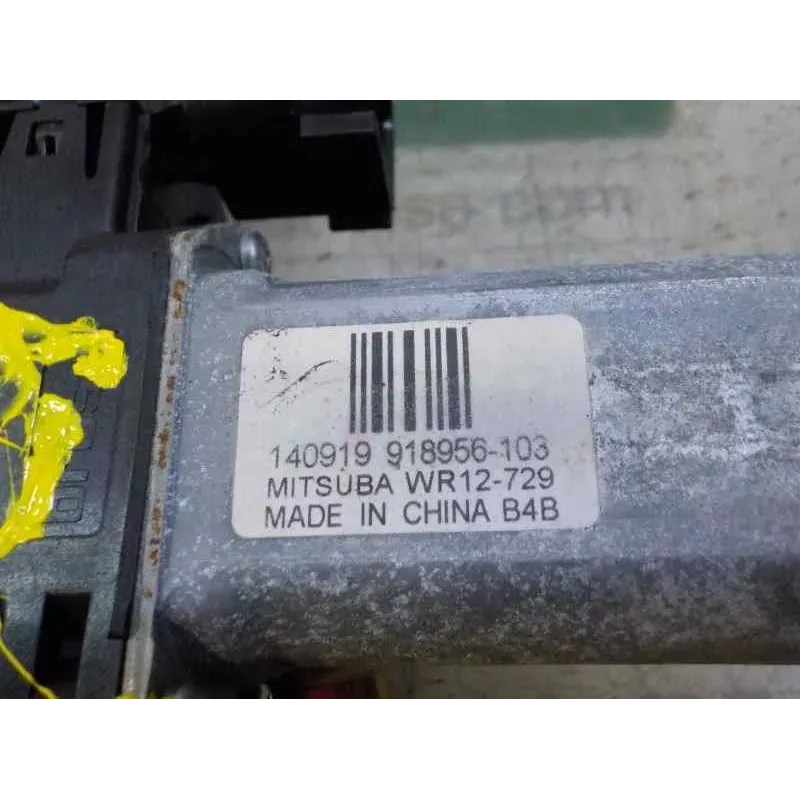 140919 918956-103
MITSUBA WR12-729
MADE IN CHINA B4B